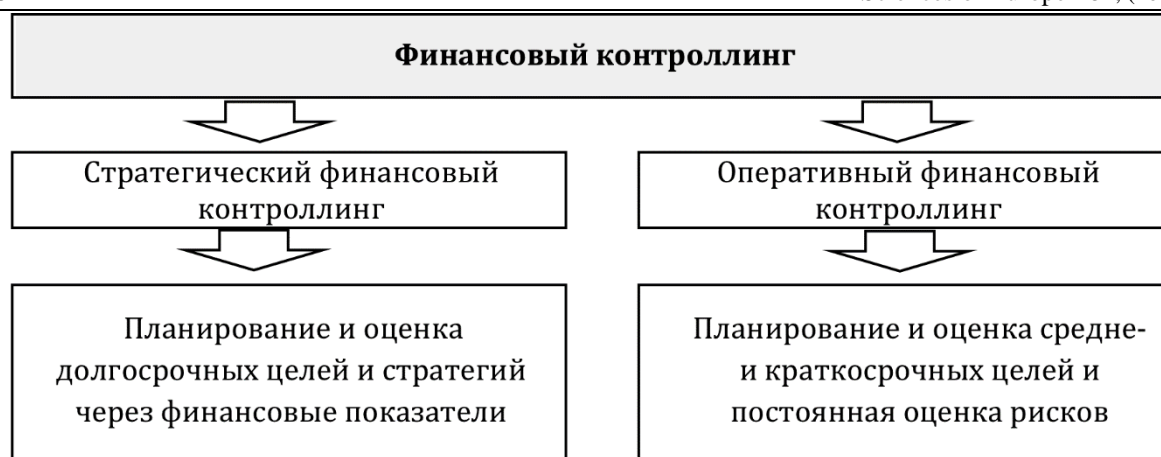 Финансовый контроллинг
Стратегический финансовый
контроллинг
Оперативный финансовый
контроллинг
Планирование и оценка
долгосрочных целей и стратегий
через финансовые показатели
Планирование и оценка средне-
и краткосрочных целей и
постоянная оценка рисков